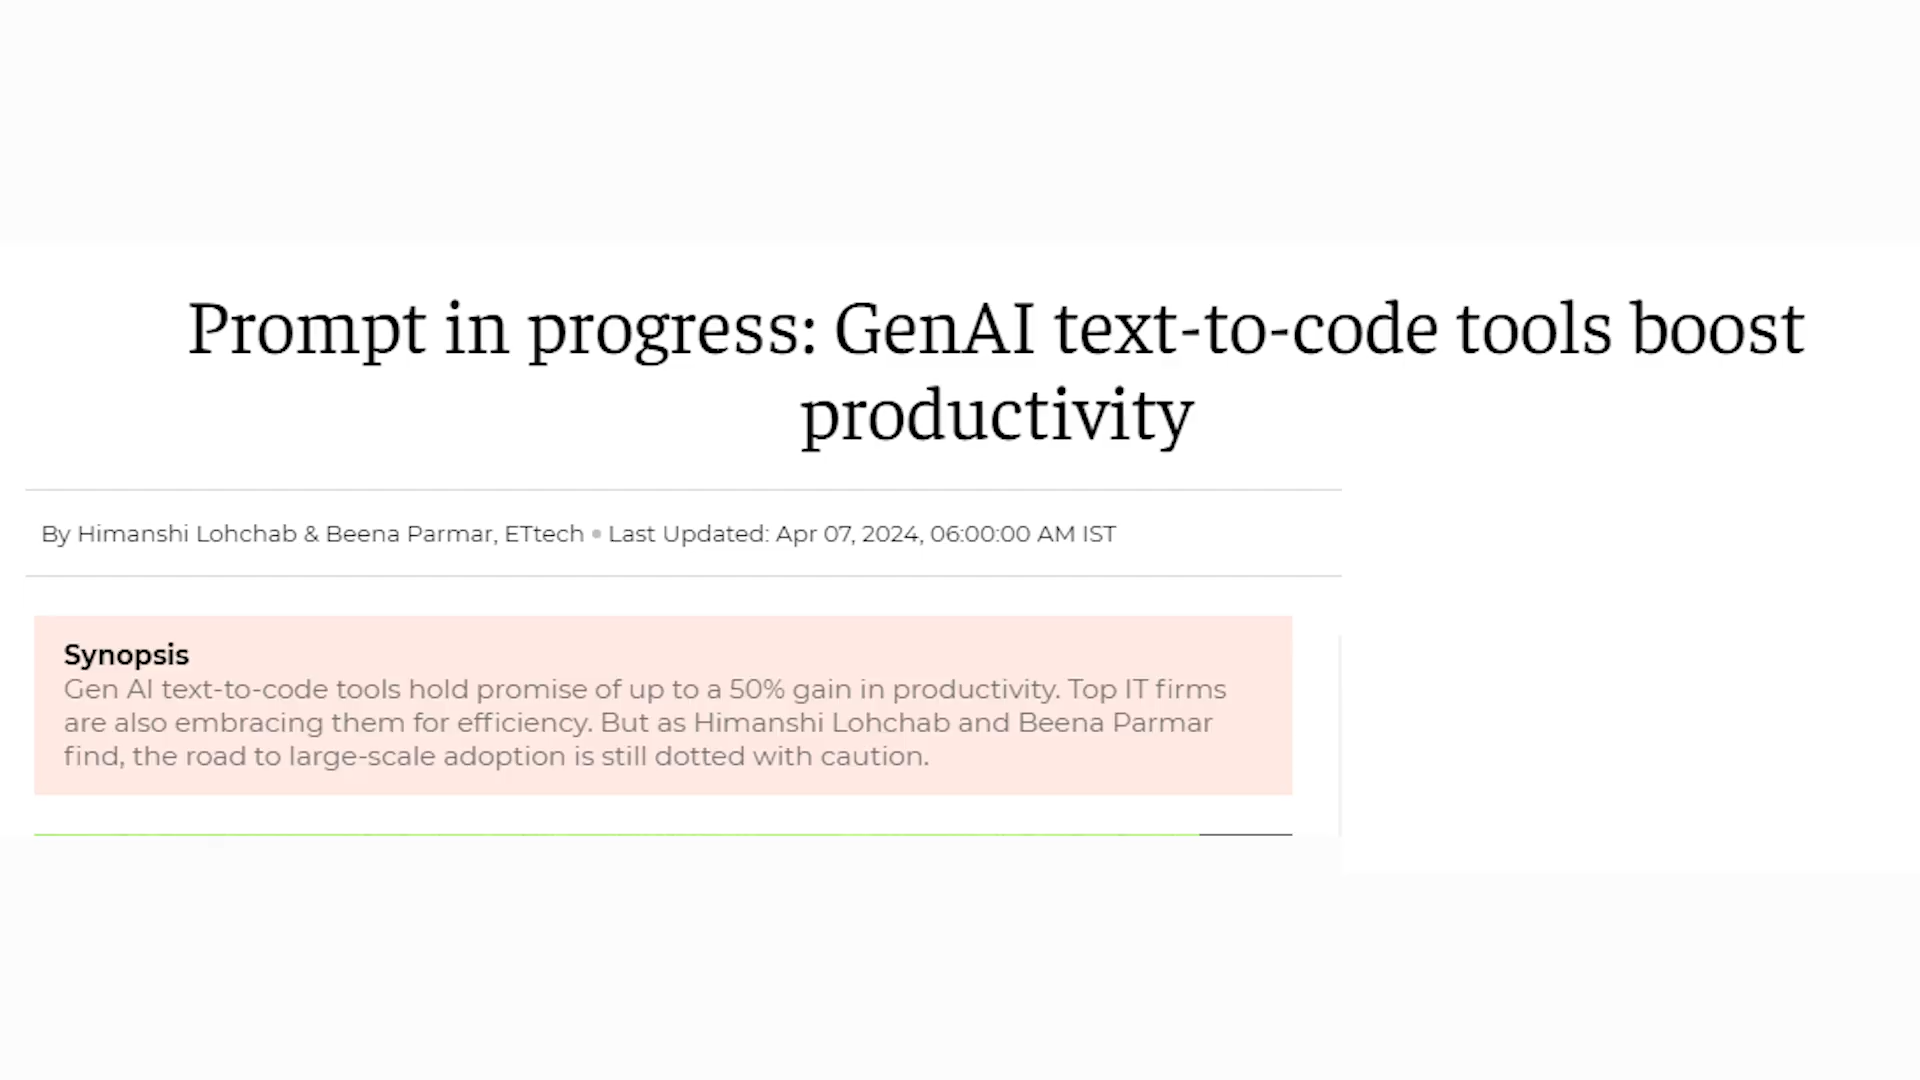 Prompt in progress: GenAI text-to-code tools boost
productivity
By Himanshi Lohchab & Beena Parmar, ETtech • Last Updated: Apr 07, 2024, 06:00:00 AM IST
Synopsis
Gen AI text-to-code tools hold promise of up to a 50% gain in productivity. Top IT firms
are also embracing them for efficiency. But as Himanshi Lohchab and Beena Parmar
find, the road to large-scale adoption is still dotted with caution.